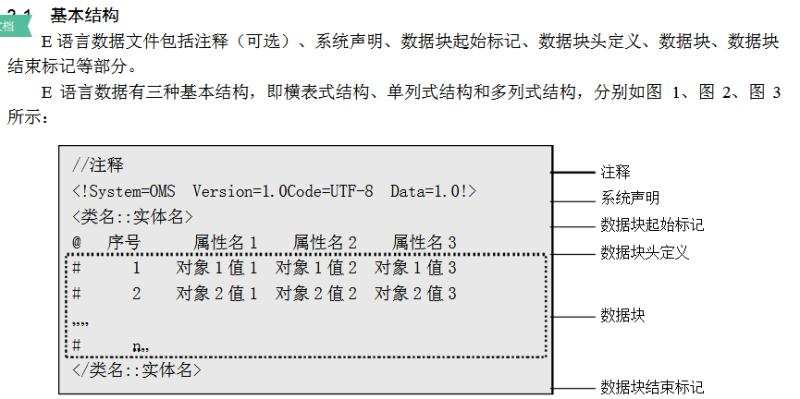 2.1 基本结构
文档
E 语言数据文件包括注释（可选）、系统声明、数据块起始标记、数据块头定义、数据块、数据块
结束标记等部分。
E 语言数据有三种基本结构，即横表式结构、单列式结构和多列式结构，分别如图 1、图 2、图 3
所示：
//注释 注释
<!System=OMS Version=1.0Code=UTF-8 Data=1.0!> 系统声明
<类名::实体名> 数据块起始标记
@ 序号 属性名 1 属性名 2 属性名 3 数据块头定义
# 1 对象 1 值 1 对象 1 值 2 对象 1 值 3
# 2 对象 2 值 1 对象 2 值 2 对象 2 值 3
„„ 数据块
# n„
</类名::实体名> 数据块结束标记